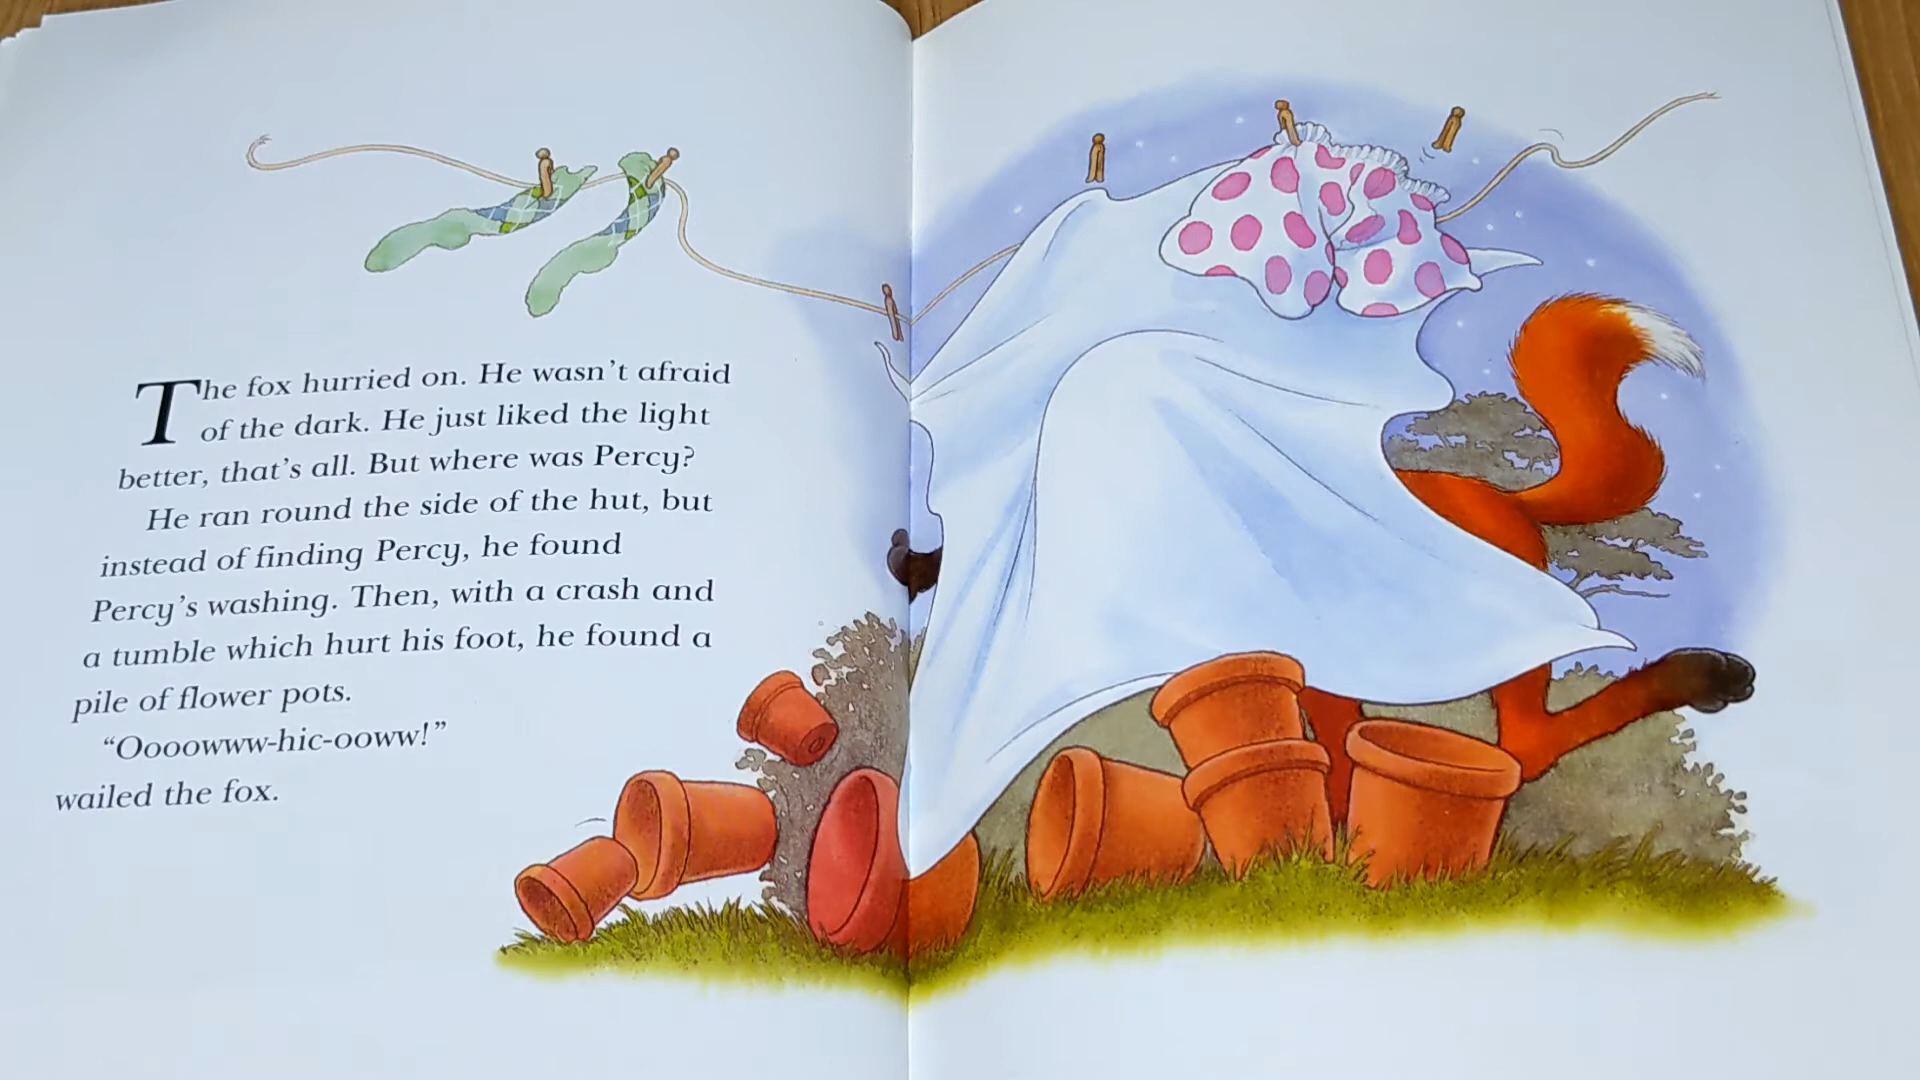 The fox hurried on. He wasn't afraid
of the dark. He just liked the light
better, that's all. But where was Percy?
He ran round the side of the hut, but
instead of finding Percy, he found
Percy's washing. Then, with a crash and
a tumble which hurt his foot, he found a
pile of flower pots.
“Oooowww-hic-ooww!”
wailed the fox.